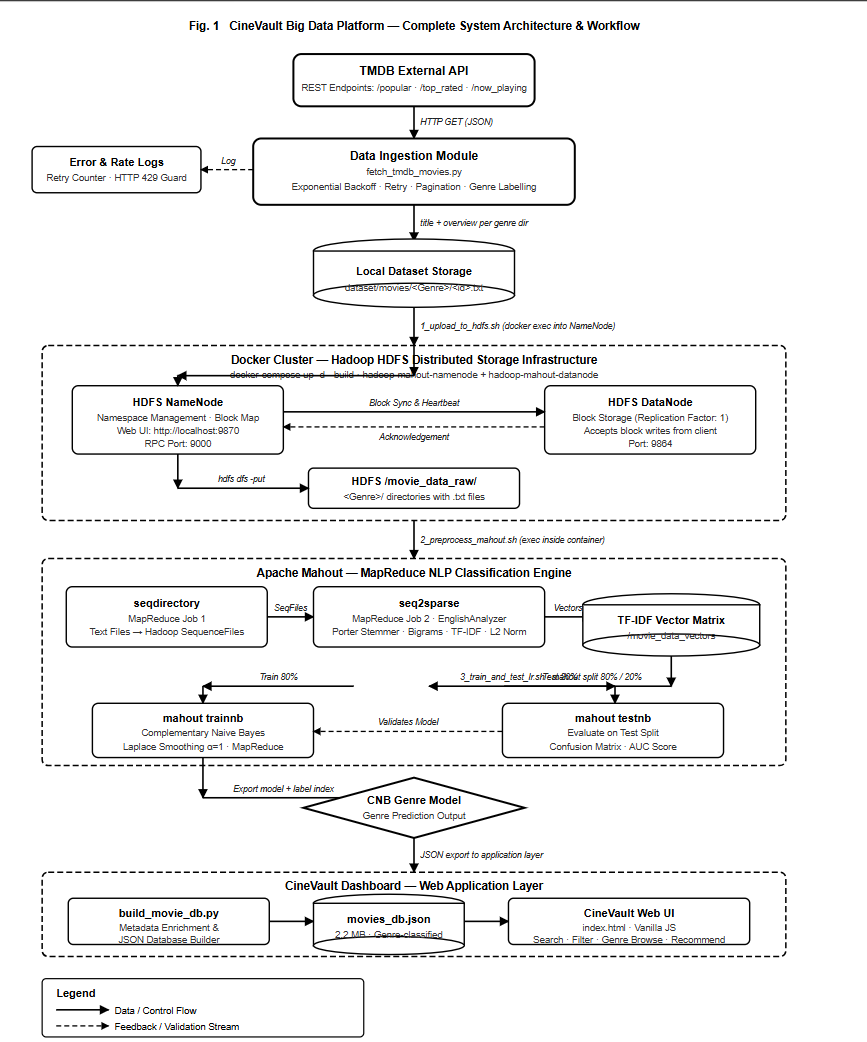 Fig. 1 CineVault Big Data Platform — Complete System Architecture & Workflow
TMDB External API
REST Endpoints: /popular · /top_rated · /now_playing
HTTP GET (JSON)
Data Ingestion Module
fetch_tmdb_movies.py
Exponential Backoff · Retry · Pagination · Genre Labelling
Log
Error & Rate Logs
Retry Counter · HTTP 429 Guard
title + overview per genre dir
Local Dataset Storage
dataset/movies/<Genre>/<id>.txt
1_upload_to_hdfs.sh (docker exec into NameNode)
Docker Cluster — Hadoop HDFS Distributed Storage Infrastructure
docker-compose up -d --build · hadoop-mahout-namenode + hadoop-mahout-datanode
HDFS NameNode
Namespace Management · Block Map
Web UI: http://localhost:9870
RPC Port: 9000
Block Sync & Heartbeat
Acknowledgement
HDFS DataNode
Block Storage (Replication Factor: 1)
Accepts block writes from client
Port: 9864
hdfs dfs -put
HDFS /movie_data_raw/
<Genre>/ directories with .txt files
2_preprocess_mahout.sh (exec inside container)
Apache Mahout — MapReduce NLP Classification Engine
seqdirectory
MapReduce Job 1
Text Files → Hadoop SequenceFiles
SeqFiles
seq2sparse
MapReduce Job 2 · EnglishAnalyzer
Porter Stemmer · Bigrams · TF-IDF · L2 Norm
Vectors
TF-IDF Vector Matrix
/movie_data_vectors
Train 80%
3_train_and_test_lr.sh
Test 20%
split 80% / 20%
mahout trainnb
Complementary Naive Bayes
Laplace Smoothing α=1 · MapReduce
Validates Model
mahout testnb
Evaluate on Test Split
Confusion Matrix · AUC Score
Export model + label index
CNB Genre Model
Genre Prediction Output
JSON export to application layer
CineVault Dashboard — Web Application Layer
build_movie_db.py
Metadata Enrichment &
JSON Database Builder
movies_db.json
2.2 MB · Genre-classified
CineVault Web UI
index.html · Vanilla JS
Search · Filter · Genre Browse · Recommend
Legend
Data / Control Flow
Feedback / Validation Stream